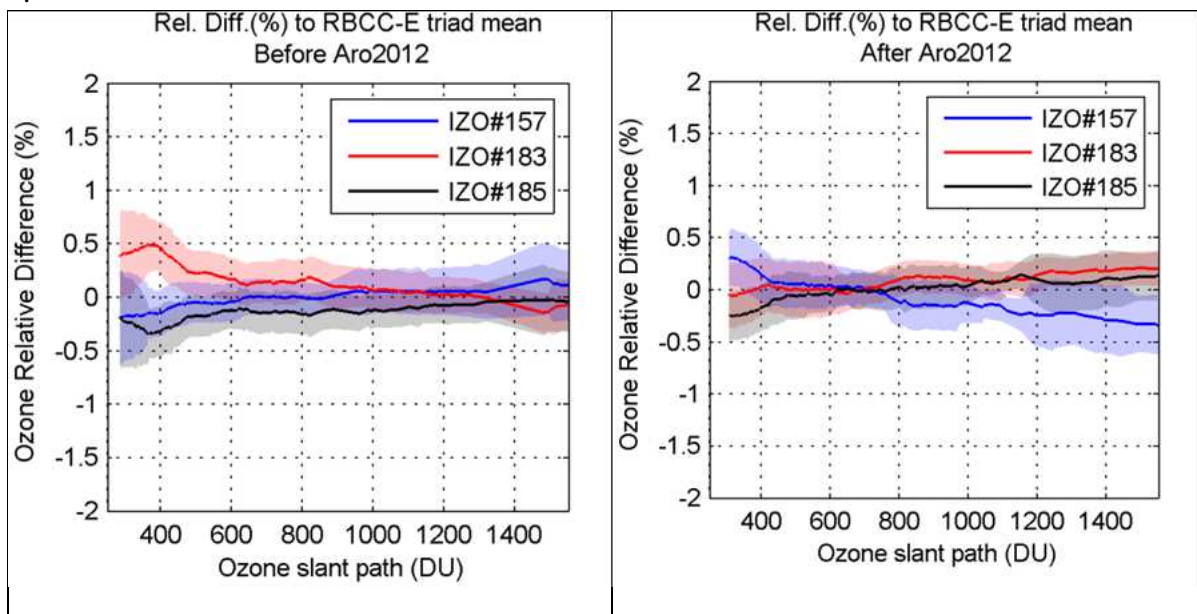 Rel. Diff.(%) to RBCC-E triad mean
Before Aro2012
2
1.5
1
0.5
0
-0.5
-1
-1.5
-2
Ozone Relative Difference (%)
IZO#157
IZO#183
IZO#185
400 600 800 1000 1200 1400
Ozone slant path (DU)
Rel. Diff.(%) to RBCC-E triad mean
After Aro2012
2
1.5
1
0.5
0
-0.5
-1
-1.5
-2
Ozone Relative Difference (%)
IZO#157
IZO#183
IZO#185
400 600 800 1000 1200 1400
Ozone slant path (DU)